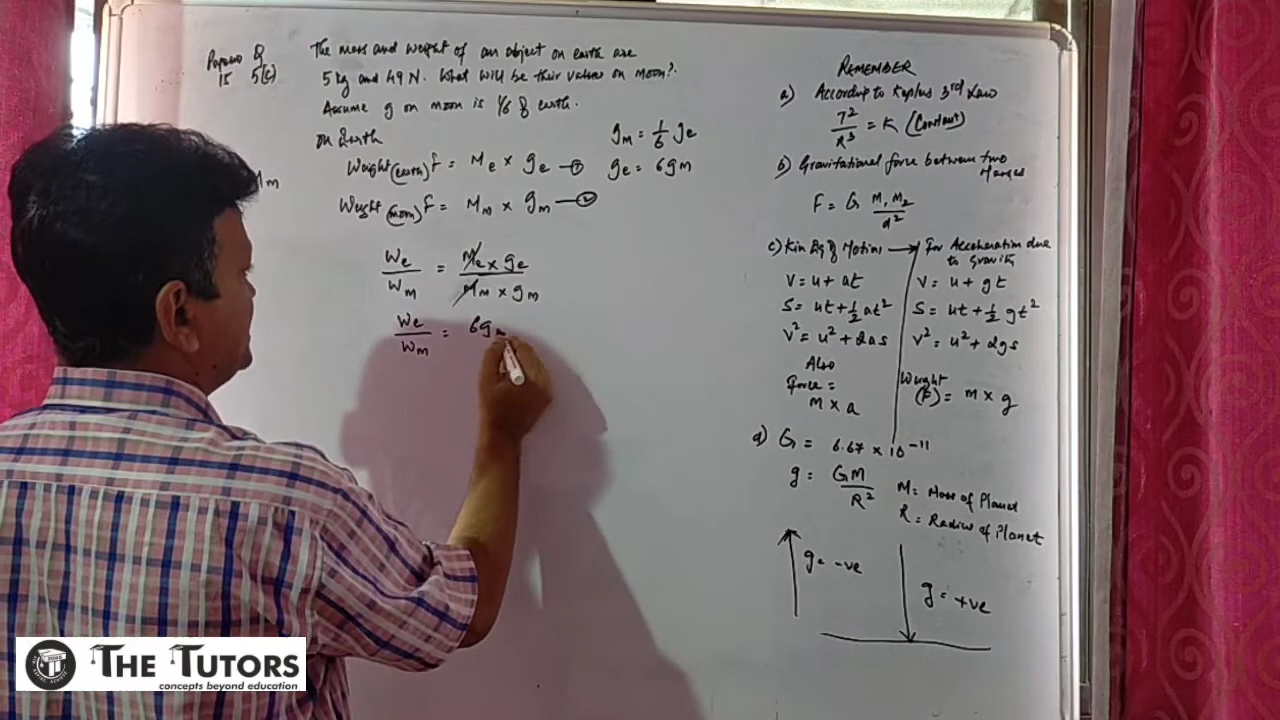 The mass and weight of an object on earth are
15 5(c) 5 kg and 49 N. What will be their values on moon?.
Assume g on moon is 1/6 of earth.
on Earth
gₘ = 1/6 gₑ
Weight(earth) F = Mₑ × gₑ —①
gₑ = 6gₘ
Weight(moon) F = Mₘ × gₘ —②
Wₑ/Wₘ = Mₑ × gₑ / Mₘ × gₘ
Wₑ/Wₘ = 6gₘ
REMEMBER
a) According to Keplus 3rd Law
T²/R³ = K (Constant)
b) Gravitational force between two
Masses
F = G M₁ M₂/d²
c) Kin Eq of Motion → For Acceleration due
to gravity
V = u + at
V = u + gt
S = ut + 1/2 at²
S = ut + 1/2 gt²
V² = u² + 2as
V² = u² + 2gs
Also
Force =
m × a
Weight
(F) = m × g
d) G = 6.67 × 10⁻¹¹
g = GM/R²
M = Mass of Planet
R = Radius of Planet
g = -ve
g = +ve
THE TUTORS
concepts beyond education